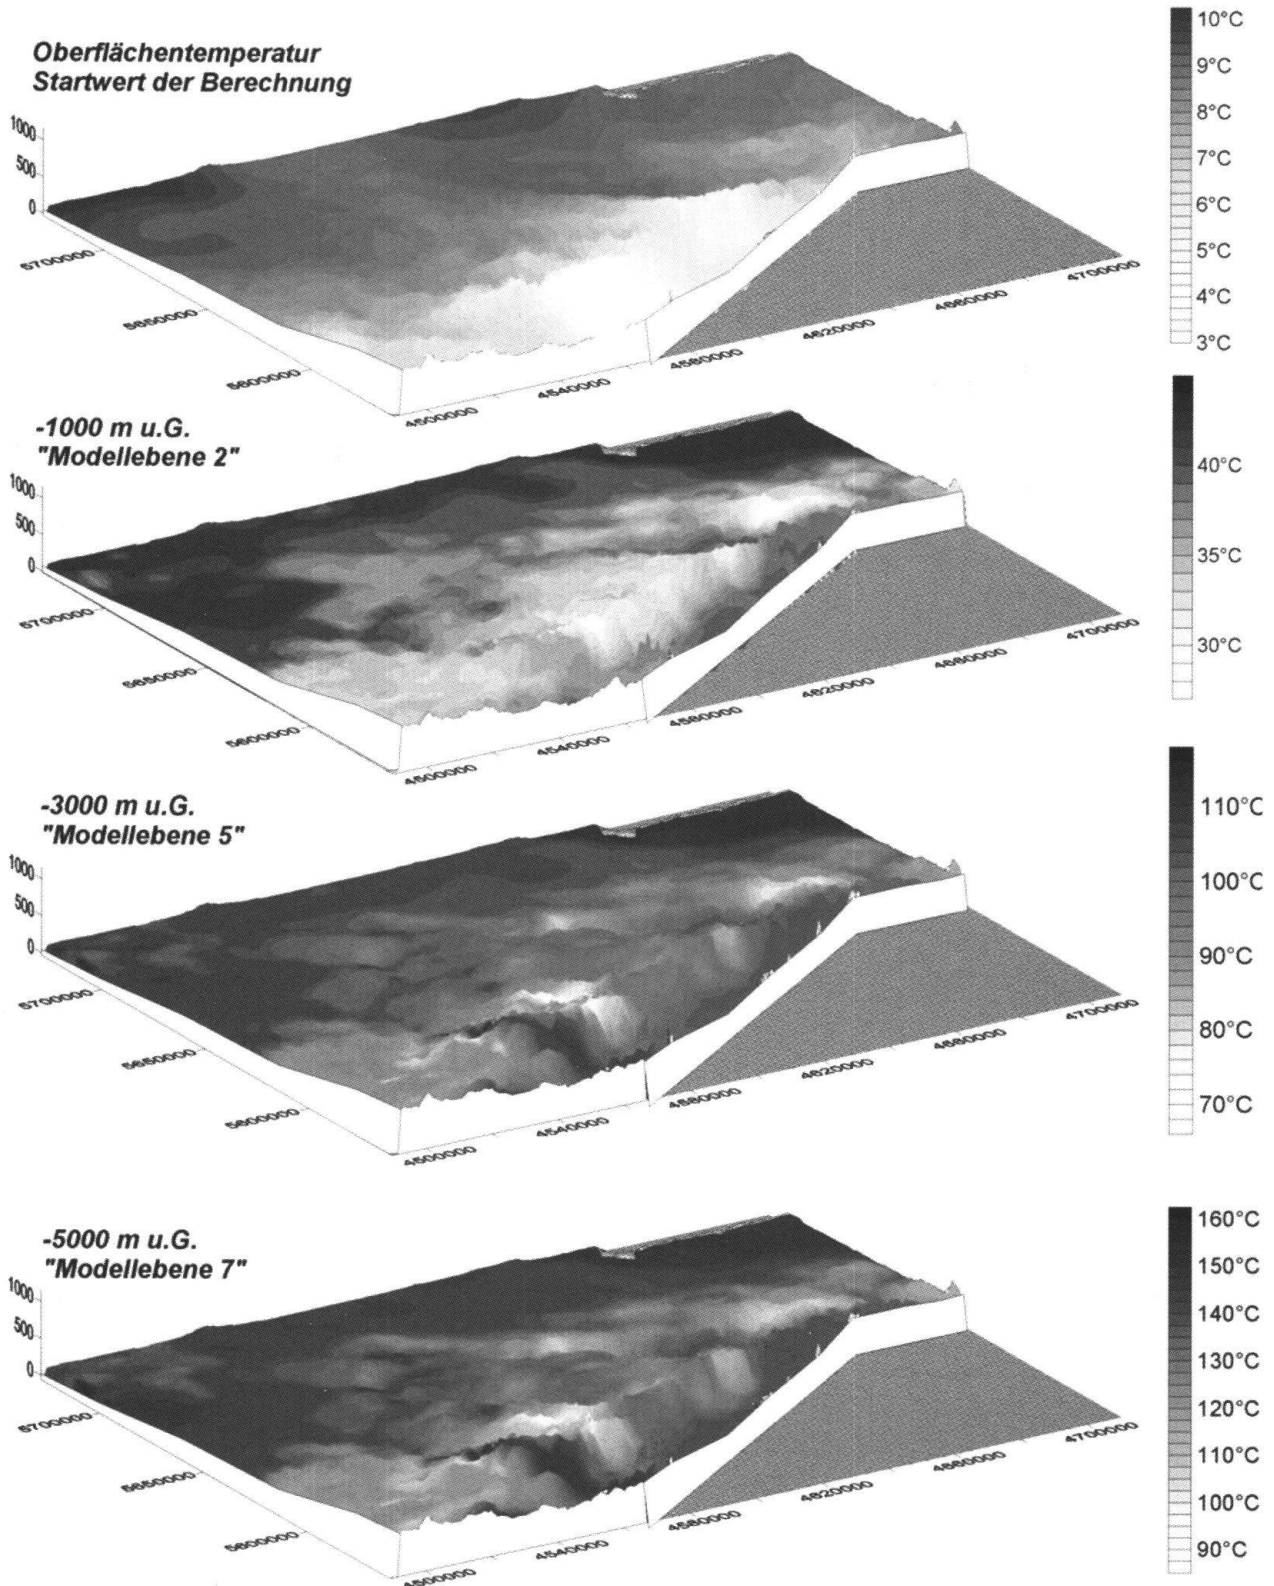 Oberflächentemperatur
Startwert der Berechnung
1000
500
0
5700000
5650000
5600000
4500000
4540000
4580000
4620000
4660000
4700000
10°C
9°C
8°C
7°C
6°C
5°C
4°C
3°C
-1000 m u.G.
"Modellebene 2"
1000
500
0
5700000
5650000
5600000
4500000
4540000
4580000
4620000
4660000
4700000
40°C
35°C
30°C
-3000 m u.G.
"Modellebene 5"
1000
500
0
5700000
5650000
5600000
4500000
4540000
4580000
4620000
4660000
4700000
110°C
100°C
90°C
80°C
70°C
-5000 m u.G.
"Modellebene 7"
1000
500
0
5700000
5650000
5600000
4500000
4540000
4580000
4620000
4660000
4700000
160°C
150°C
140°C
130°C
120°C
110°C
100°C
90°C